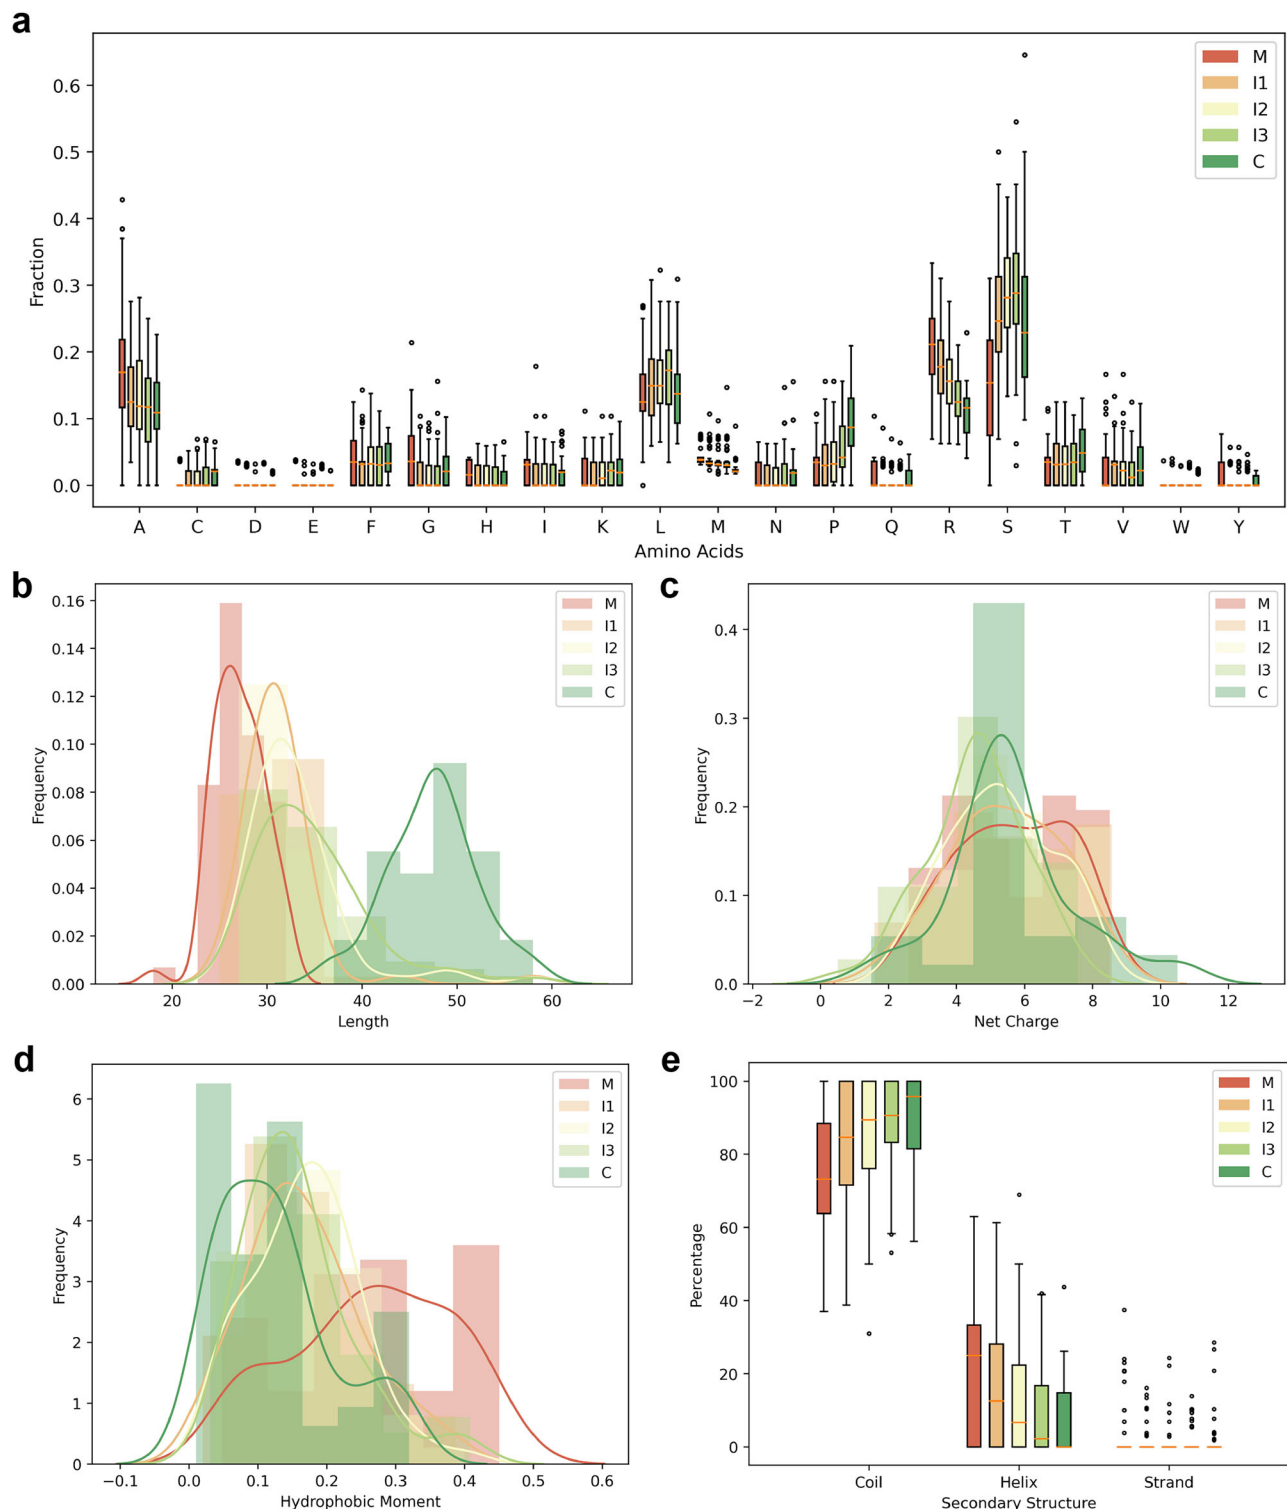 a
0.6
0.5
0.4
0.3
0.2
0.1
0.0
Fraction
M
I1
I2
I3
C
A C D E F G H I K L M N P Q R S T V W Y
Amino Acids
b
0.16
0.14
0.12
0.10
0.08
0.06
0.04
0.02
0.00
Frequency
M
I1
I2
I3
C
20 30 40 50 60
Length
c
0.4
0.3
0.2
0.1
0.0
Frequency
M
I1
I2
I3
C
−2 0 2 4 6 8 10 12
Net Charge
d
6
5
4
3
2
1
0
Frequency
M
I1
I2
I3
C
−0.1 0.0 0.1 0.2 0.3 0.4 0.5 0.6
Hydrophobic Moment
e
100
80
60
40
20
0
Percentage
M
I1
I2
I3
C
Coil Helix Strand
Secondary Structure